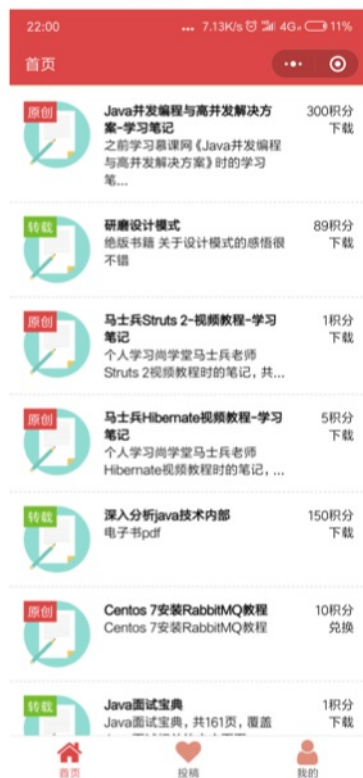 22:00 ... 7.13K/s 4G 11%
首页
原创
Java并发编程与高并发解决方
案-学习笔记
300积分
下载
之前学习慕课网《Java并发编程
与高并发解决方案》时的学习
笔...
转载
研磨设计模式
89积分
下载
绝版书籍 关于设计模式的感悟很
不错
原创
马士兵Struts 2-视频教程-学习
笔记
1积分
下载
个人学习尚学堂马士兵老师
Struts 2视频教程时的笔记，共...
原创
马士兵Hibernate视频教程-学习
笔记
5积分
下载
个人学习尚学堂马士兵老师
Hibernate视频教程时的笔记，...
转载
深入分析java技术内部
150积分
下载
电子书pdf
原创
Centos 7安装RabbitMQ教程
10积分
兑换
Centos 7安装RabbitMQ教程
转载
Java面试宝典
1积分
下载
Java面试宝典，共161页，覆盖
首页
投稿
我的